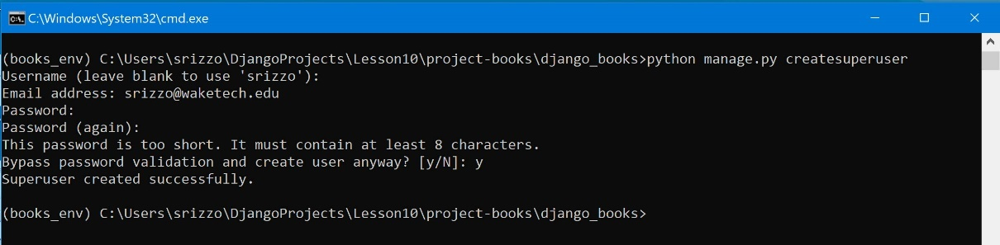 C:\Windows\System32\cmd.exe
(books_env) C:\Users\srizzo\DjangoProjects\Lesson10\project-books\django_books>python manage.py createsuperuser
Username (leave blank to use 'srizzo'):
Email address: srizzo@waketech.edu
Password:
Password (again):
This password is too short. It must contain at least 8 characters.
Bypass password validation and create user anyway? [y/N]: y
Superuser created successfully.
(books_env) C:\Users\srizzo\DjangoProjects\Lesson10\project-books\django_books>